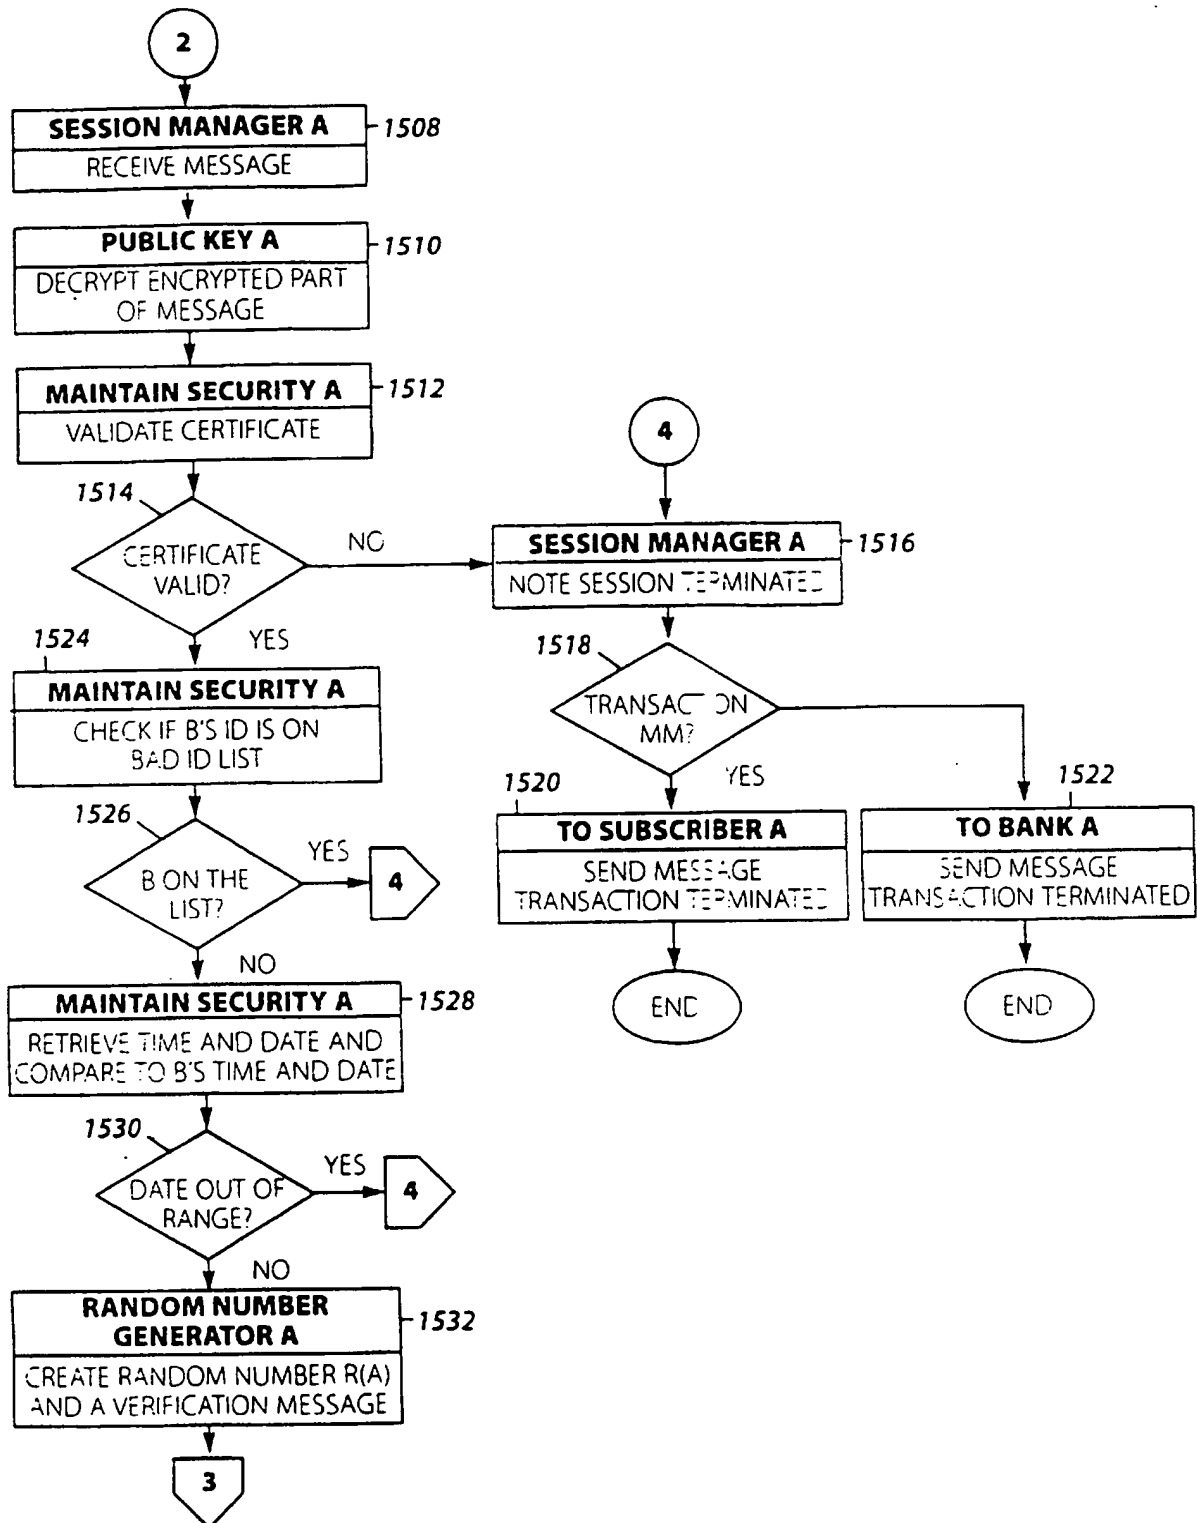 2
SESSION MANAGER A
1508
RECEIVE MESSAGE
PUBLIC KEY A
1510
DECRYPT ENCRYPTED PART
OF MESSAGE
MAINTAIN SECURITY A
1512
VALIDATE CERTIFICATE
1514
CERTIFICATE
VALID?
NO
YES
4
SESSION MANAGER A
1516
NOTE SESSION TERMINATED
1518
TRANSACTION
MM?
YES
1520
TO SUBSCRIBER A
SEND MESSAGE
TRANSACTION TERMINATED
END
1522
TO BANK A
SEND MESSAGE
TRANSACTION TERMINATED
END
1524
MAINTAIN SECURITY A
CHECK IF B'S ID IS ON
BAD ID LIST
1526
B ON THE
LIST?
YES
4
NO
MAINTAIN SECURITY A
1528
RETRIEVE TIME AND DATE AND
COMPARE TO B'S TIME AND DATE
1530
DATE OUT OF
RANGE?
YES
4
NO
RANDOM NUMBER
GENERATOR A
1532
CREATE RANDOM NUMBER R(A)
AND A VERIFICATION MESSAGE
3